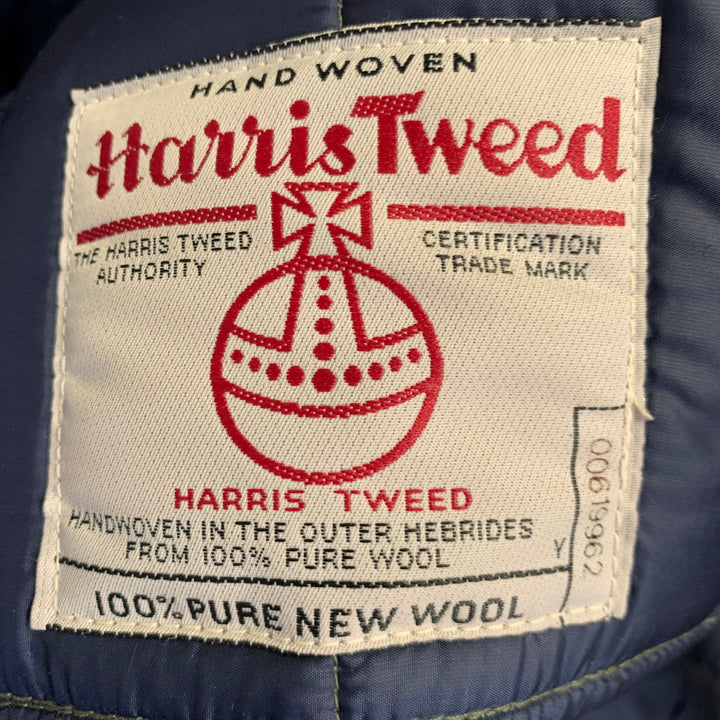 HAND WOVEN
Harris Tweed
THE HARRIS TWEED
AUTHORITY
CERTIFICATION
TRADE MARK
HARRIS TWEED
HANDWOVEN IN THE OUTER HEBRIDES
FROM 100% PURE WOOL
Y
00619962
100% PURE NEW WOOL